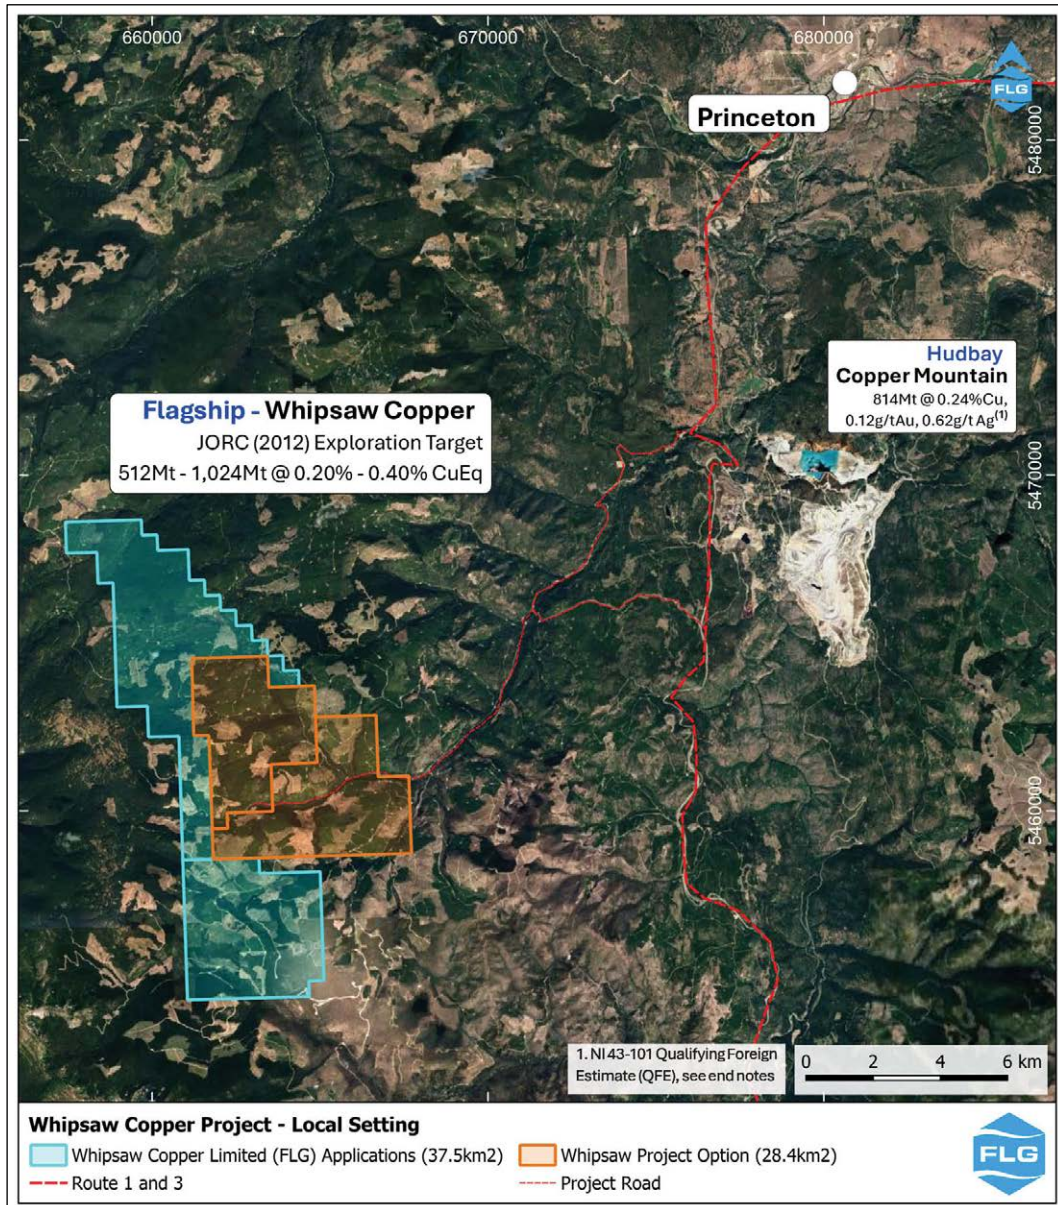 660000
670000
680000
FLG
Princeton
5480000
Hudbay
Copper Mountain
814Mt @ 0.24%Cu,
0.12g/tAu, 0.62g/t Ag(1)
Flagship - Whipsaw Copper
JORC (2012) Exploration Target
512Mt - 1,024Mt @ 0.20% - 0.40% CuEq
5470000
5460000
1. NI 43-101 Qualifying Foreign
Estimate (QFE), see end notes
0 2 4 6 km
Whipsaw Copper Project - Local Setting
Whipsaw Copper Limited (FLG) Applications (37.5km2)
Whipsaw Project Option (28.4km2)
Route 1 and 3
Project Road
FLG